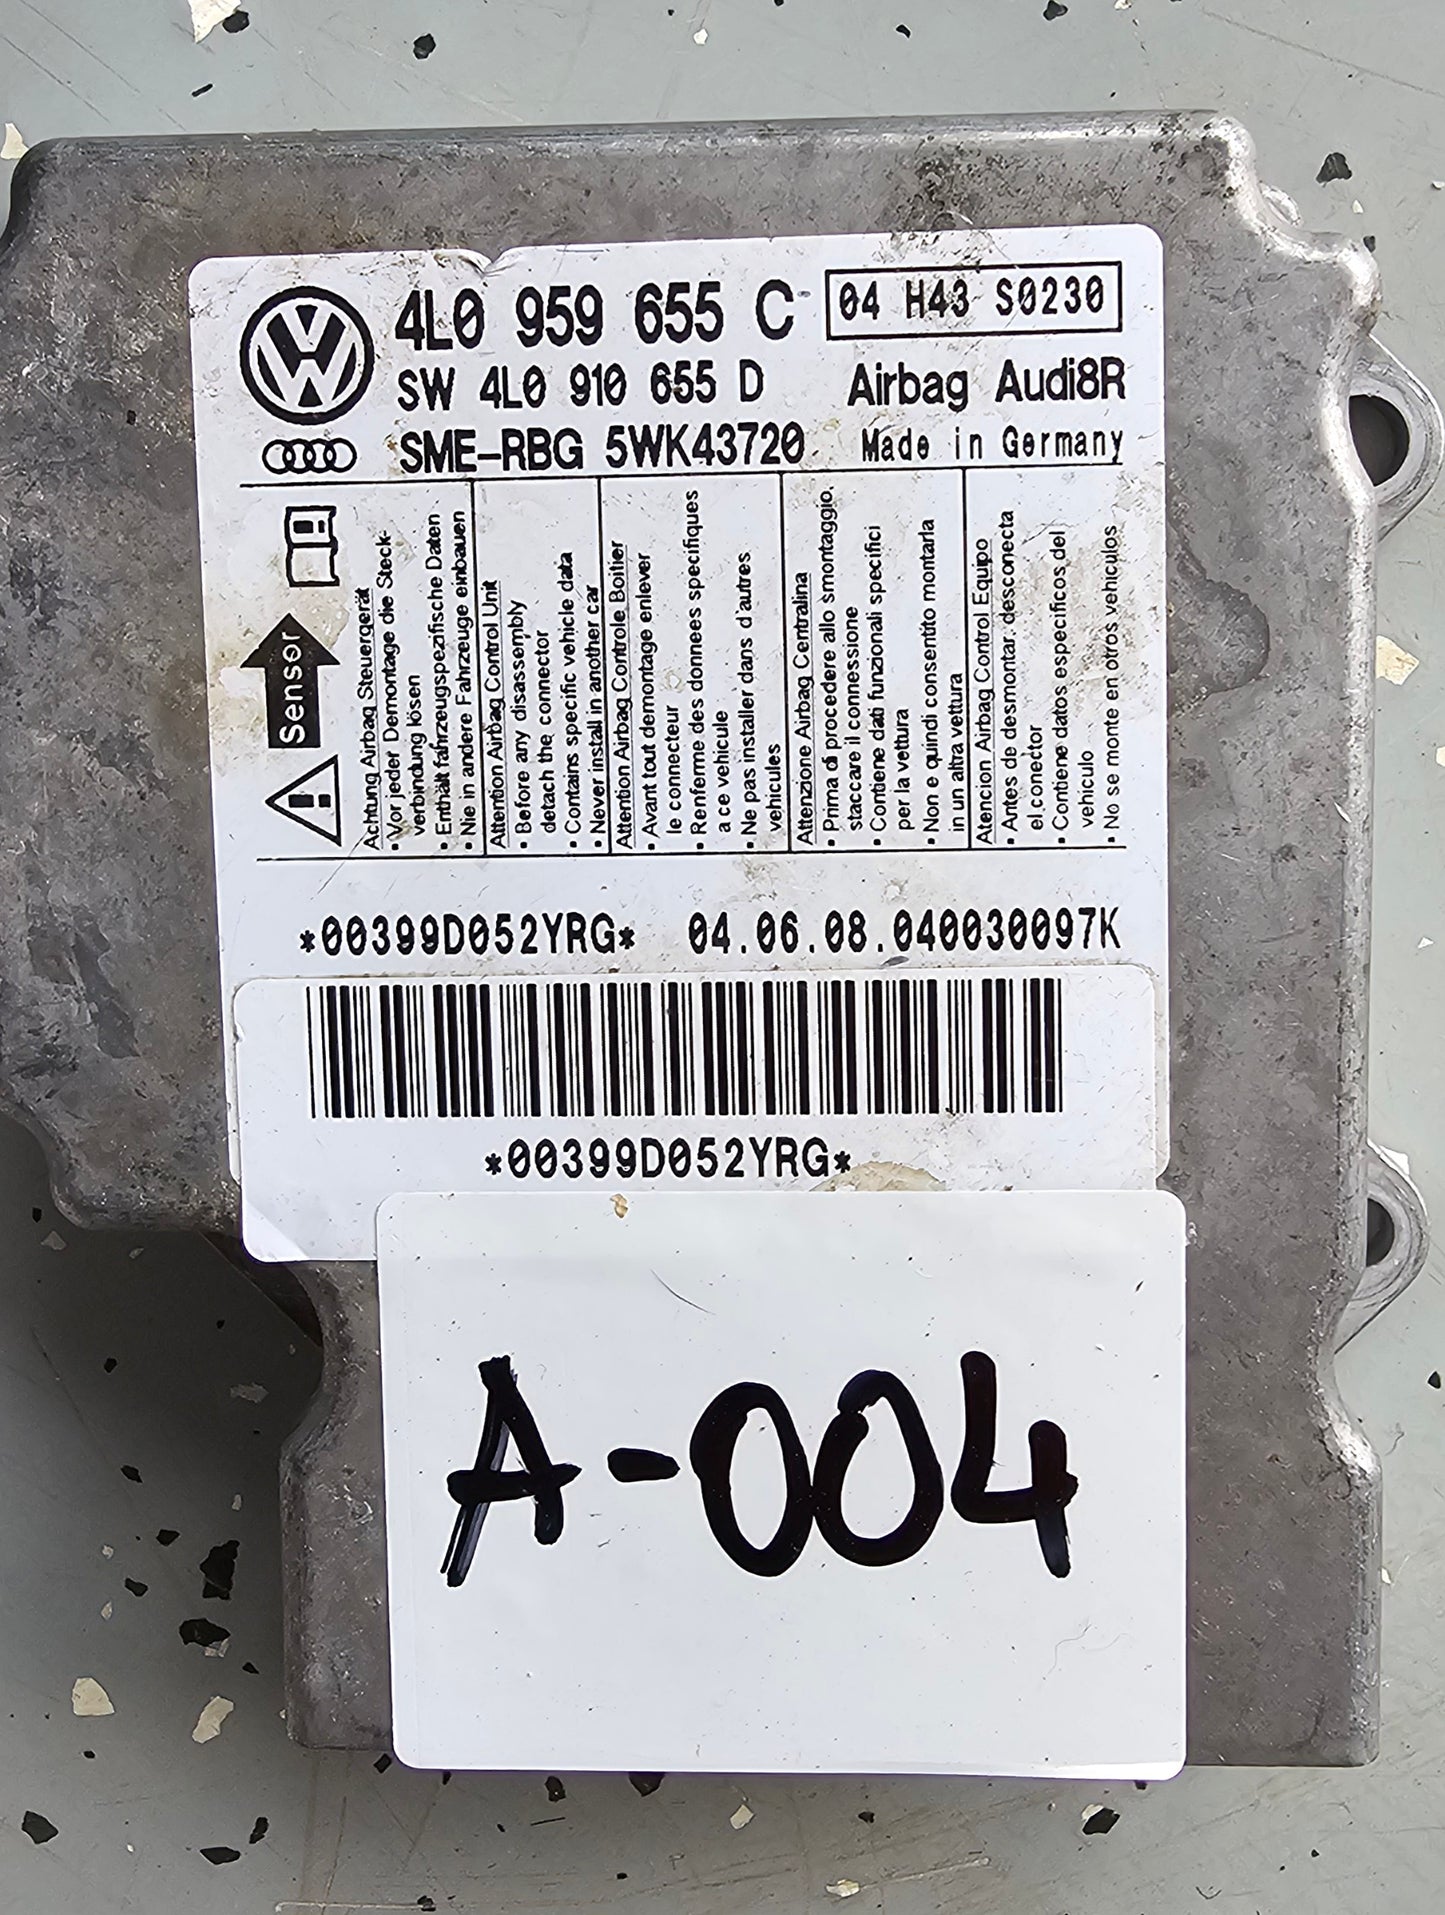 4L0 959 655 C
04 H43 S0230
SW 4L0 910 655 D
Airbag Audi8R
SME-RBG 5WK43720
Made in Germany
Sensor
Achtung Airbag Steuergerät
• Vor jeder Demontage die Steck-
verbindung lösen
• Enthält fahrzeugspezifische Daten
• Nie in andere Fahrzeuge einbauen
Attention Airbag Control Unit
• Before any disassembly
detach the connector
• Contains specific vehicle data
• Never install in another car
Attention Airbag Controle Boitier
• Avant tout demontage enlever
le connecteur
• Renferme des donnees specifiques
a ce vehicule
• Ne pas installer dans d'autres
vehicules
Attenzione Airbag Centralina
• Prima di procedere allo smontaggio,
staccare il connessione
• Contiene dati funzionali specifici
per la vettura
• Non e quindi consentito montarla
in un altra vettura
Atencion Airbag Control Equipo
• Antes de desmontar, desconecta
el conector
• Contiene datos especificos del
vehiculo
• No se monte en otros vehiculos
*00399D052YRG* 04.06.08.040030097K
*00399D052YRG*
A-004